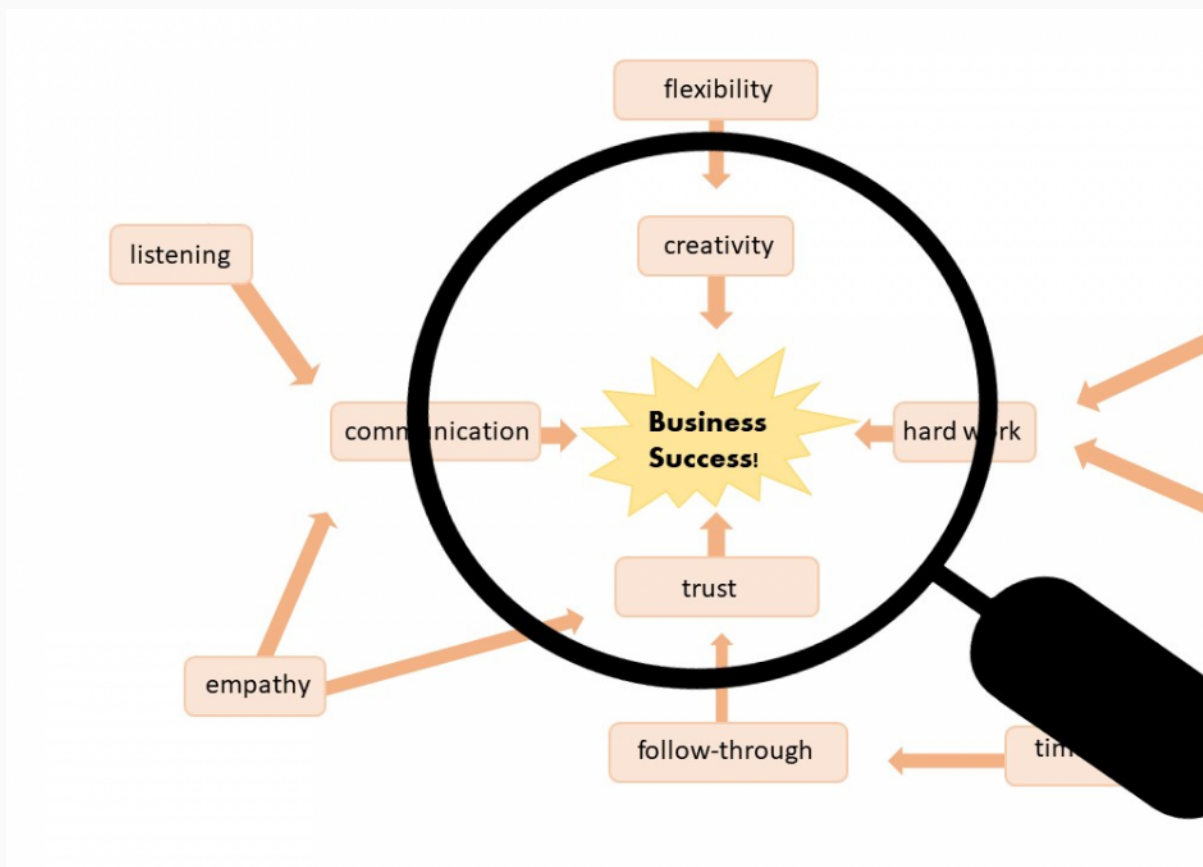 flexibility
creativity
listening
Business
Success!
communication
hard work
trust
empathy
follow-through